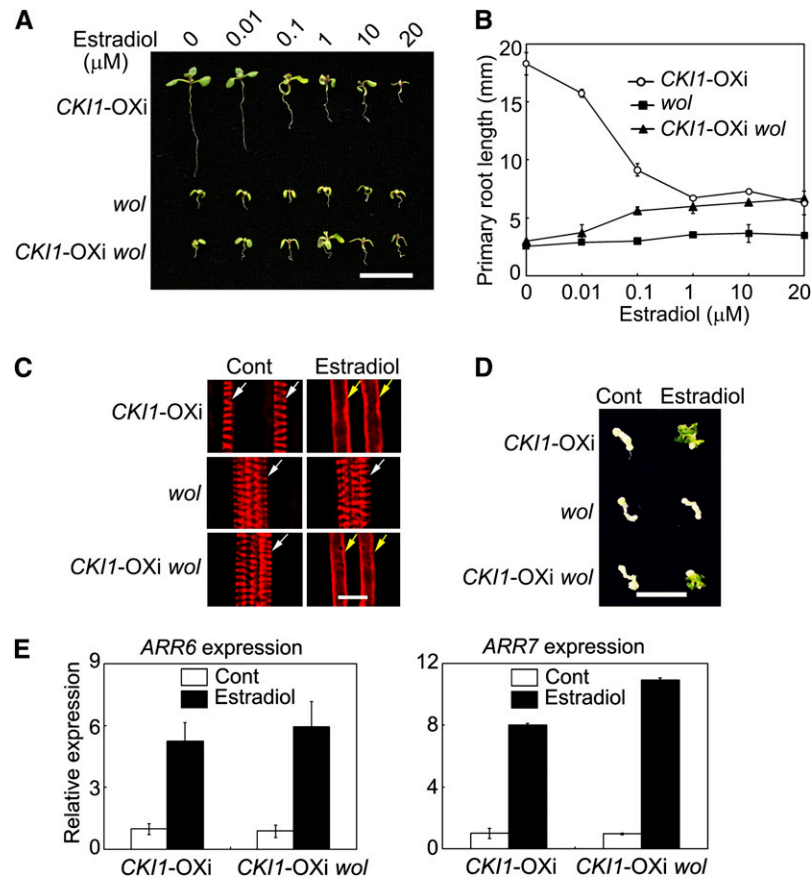 A
Estradiol (μM)
0 0.01 0.1 1 10 20
CKI1-OXi
wol
CKI1-OXi wol
B
Primary root length (mm)
20
15
10
5
0
CKI1-OXi
wol
CKI1-OXi wol
0 0.01 0.1 1 10 20
Estradiol (μM)
C
Cont Estradiol
CKI1-OXi
wol
CKI1-OXi wol
D
Cont Estradiol
CKI1-OXi
wol
CKI1-OXi wol
E
ARR6 expression
Relative expression
9
6
3
0
Cont
Estradiol
CKI1-OXi CKI1-OXi wol
ARR7 expression
12
8
4
0
Cont
Estradiol
CKI1-OXi CKI1-OXi wol